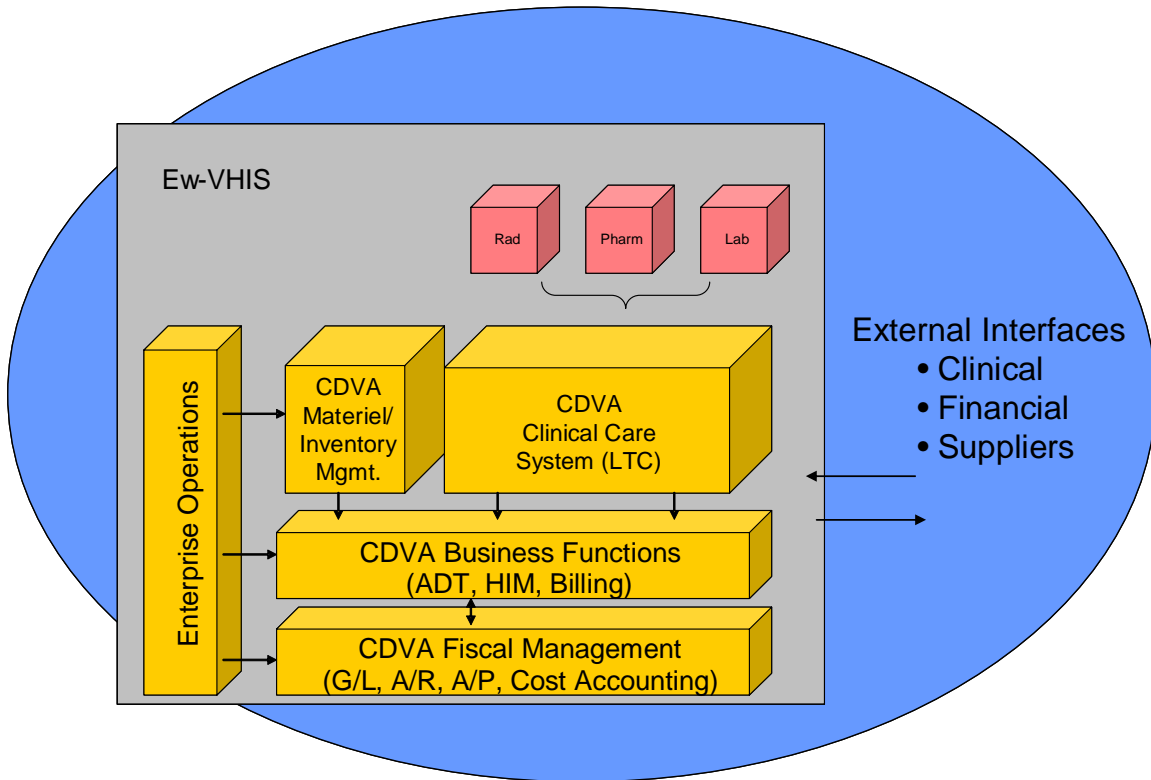 Ew-VHIS
Rad
Pharm
Lab
Enterprise Operations
CDVA
Materiel/
Inventory
Mgmt.
CDVA
Clinical Care
System (LTC)
CDVA Business Functions
(ADT, HIM, Billing)
CDVA Fiscal Management
(G/L, A/R, A/P, Cost Accounting)
External Interfaces
• Clinical
• Financial
• Suppliers